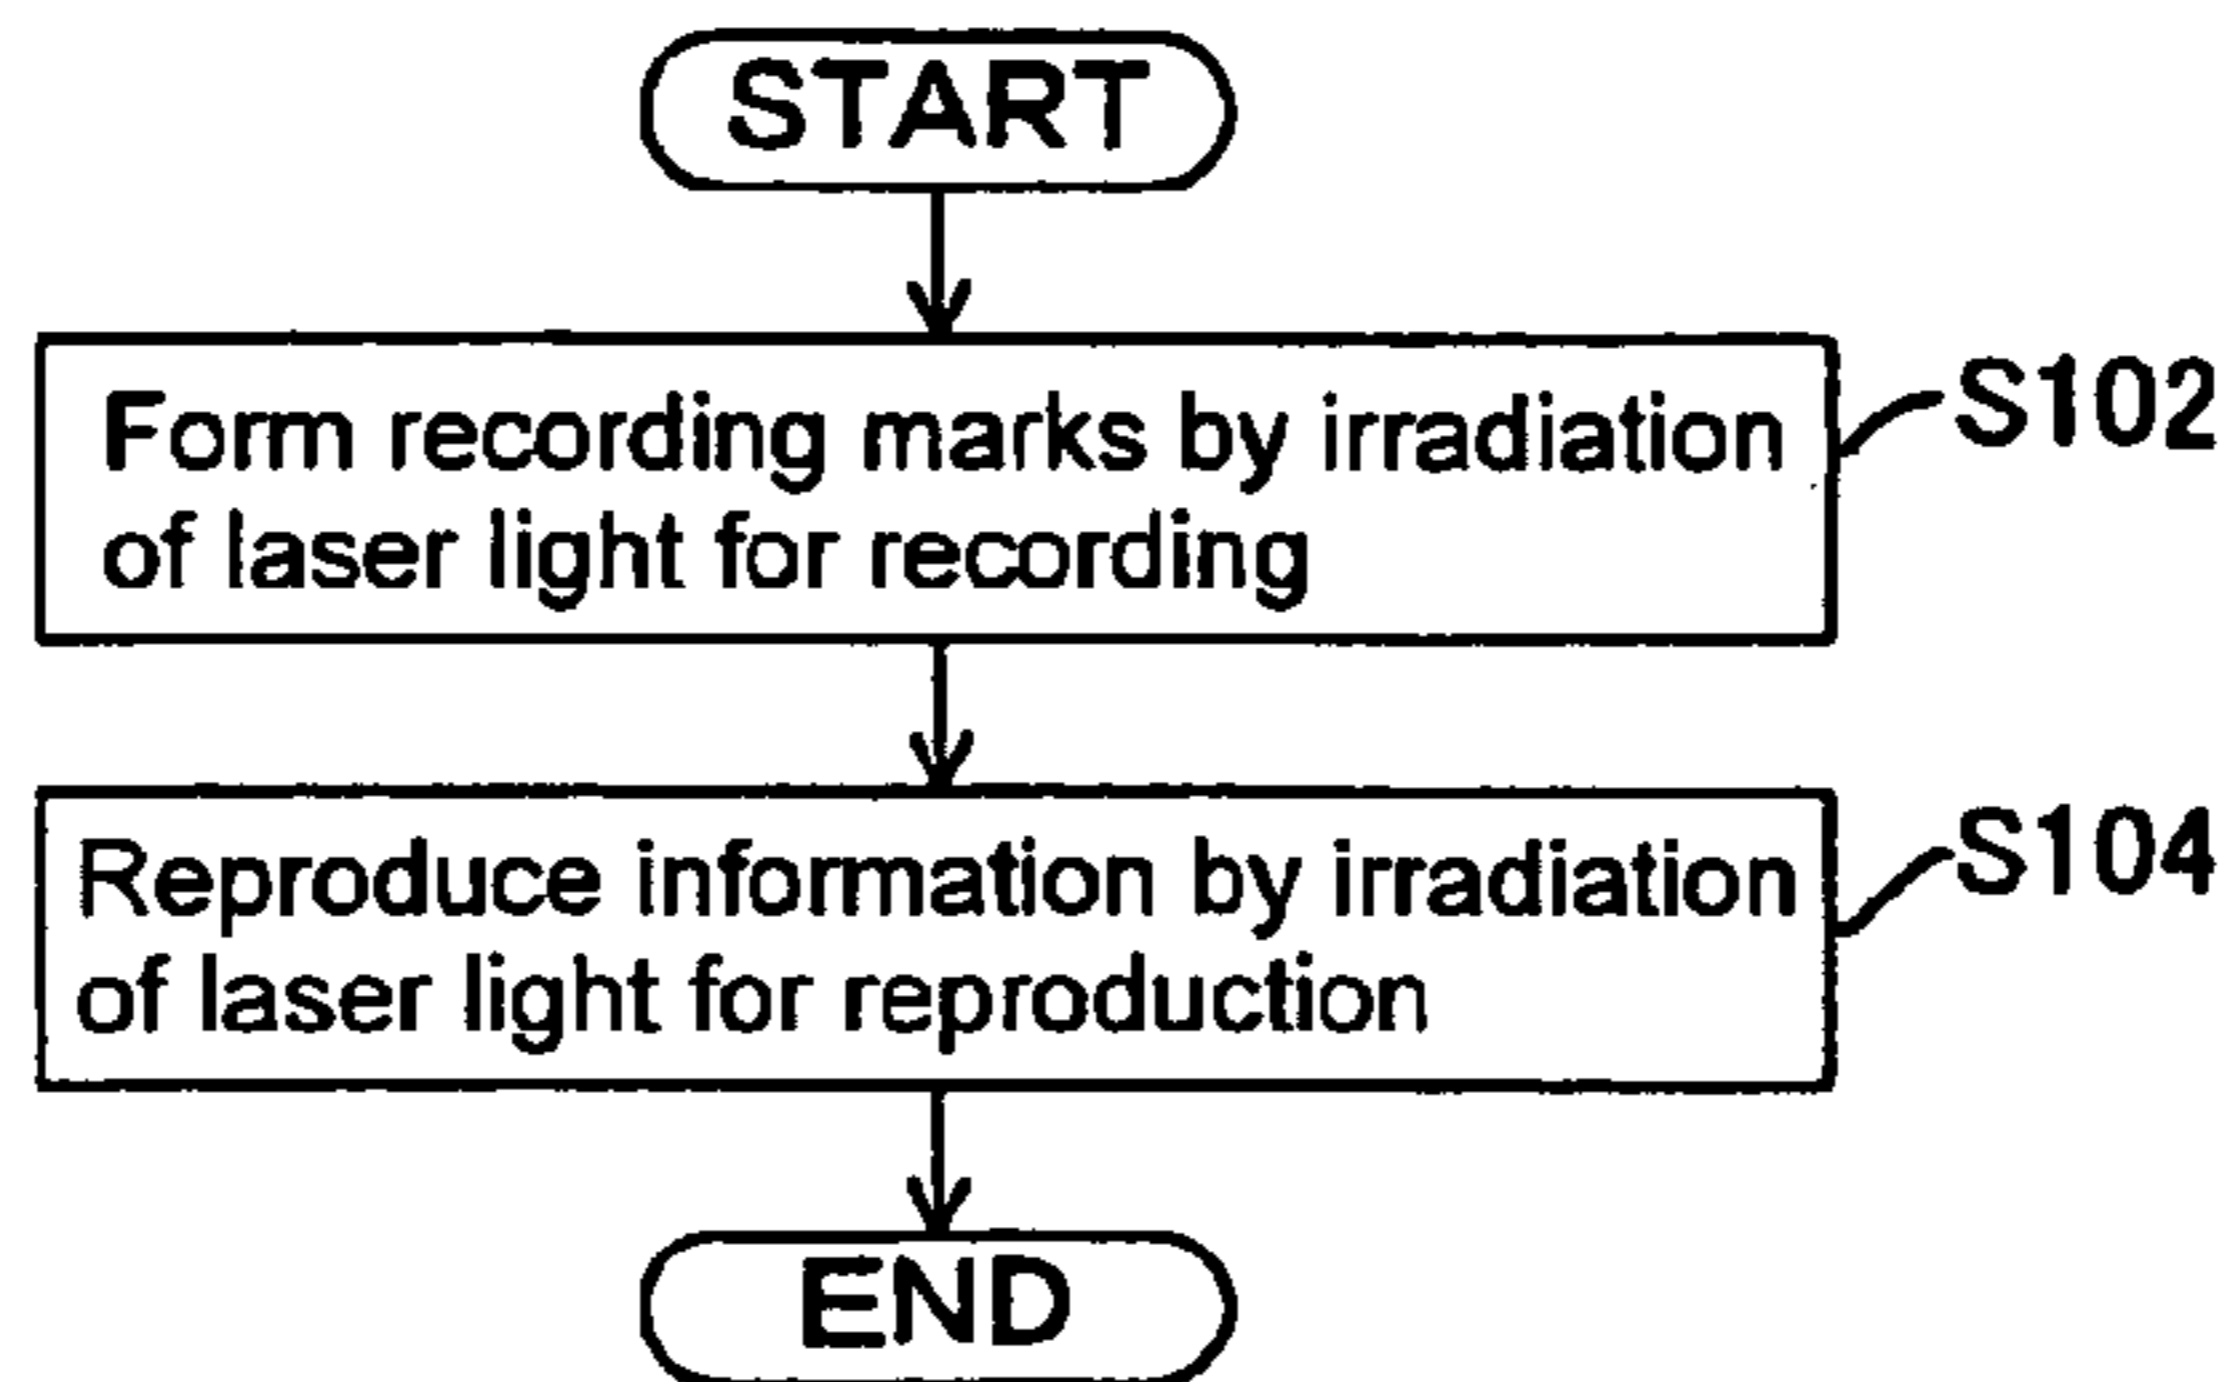 START
Form recording marks by irradiation
of laser light for recording
S102
Reproduce information by irradiation
of laser light for reproduction
S104
END